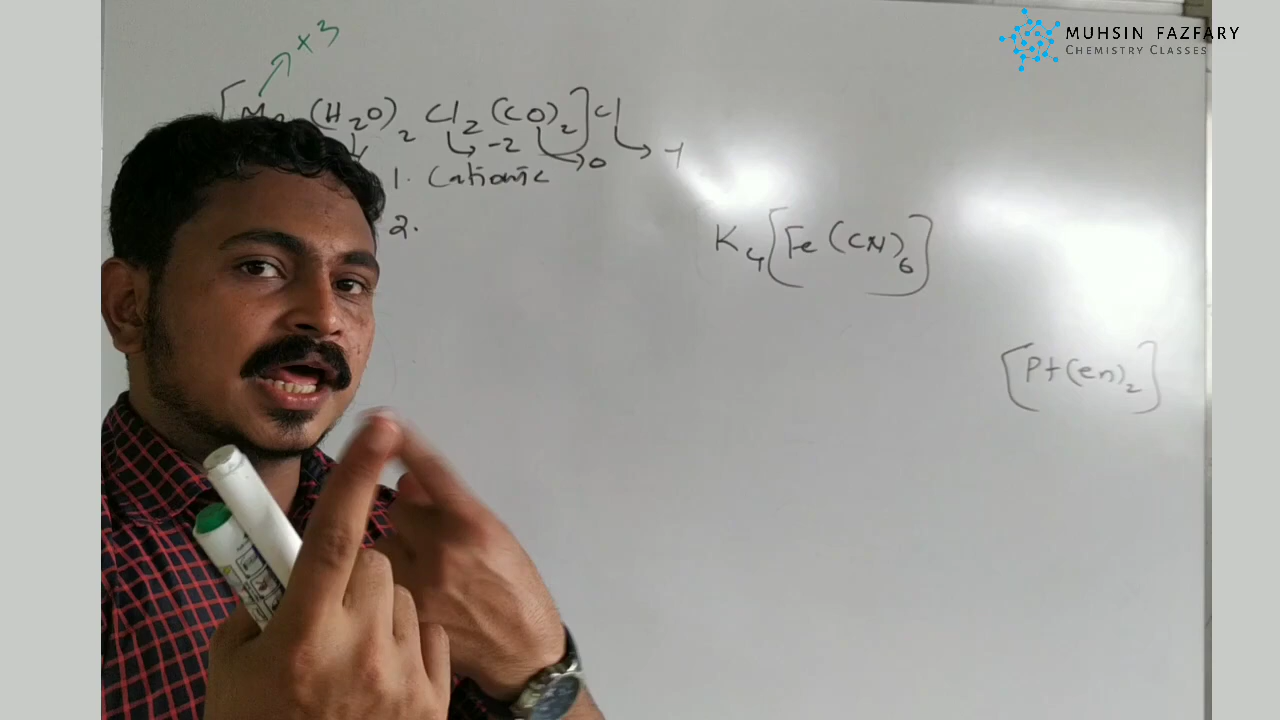 MUHSIN FAZFARY
CHEMISTRY CLASSES
x3
[Mn (H2O)2 Cl2 (CO)2] Cl
-2
0
-1
1. Cationic
2.
K4[Fe(CN)6]
[Pt(en)2]